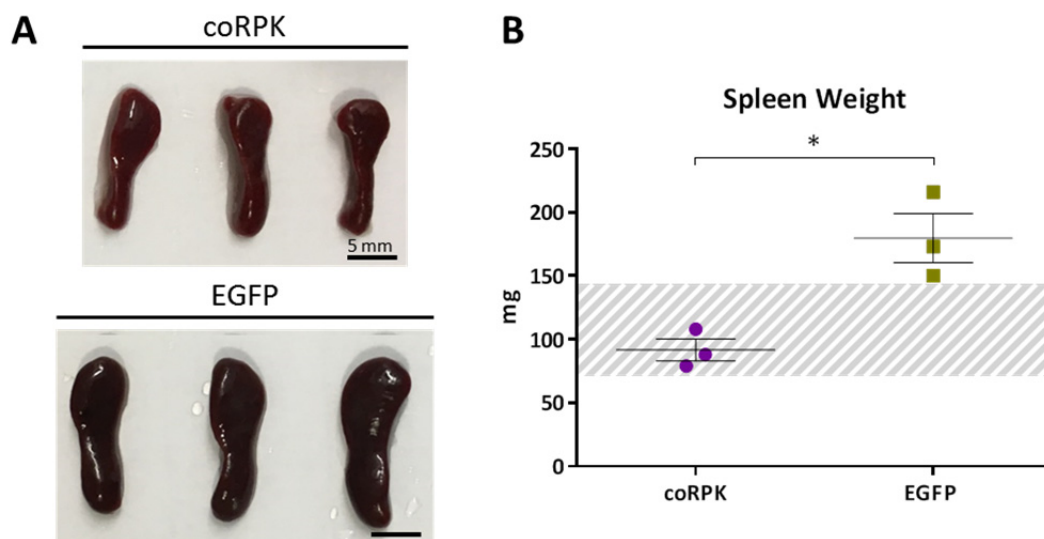 A
coRPK
5 mm
EGFP
B
Spleen Weight
*
250
200
150
100
50
0
mg
coRPK
EGFP